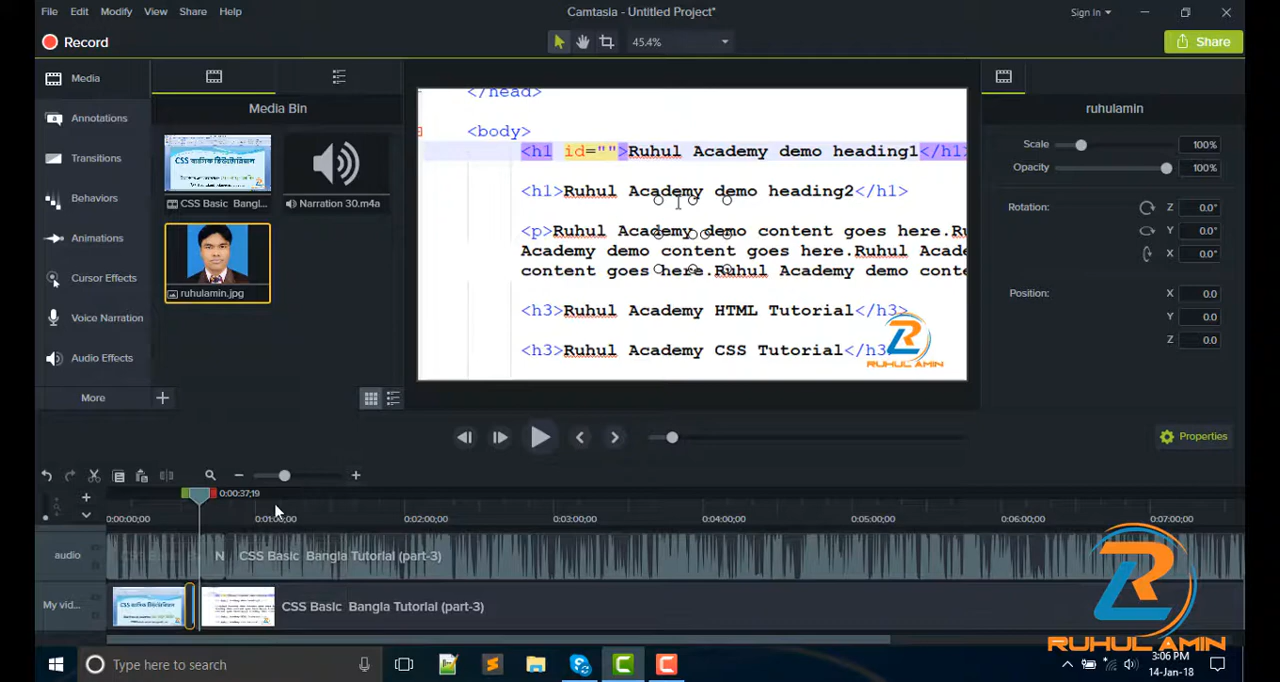 File Edit Modify View Share Help
Camtasia - Untitled Project*
Sign In
Record
45.4%
Share
Media
Annotations
Transitions
Behaviors
Animations
Cursor Effects
Voice Narration
Audio Effects
More
Media Bin
CSS বেসিক টিউটোরিয়াল
CSS Basic Bangl...
Narration 30.m4a
ruhulamin.jpg
</head>
<body>
<h1 id="">Ruhul Academy demo heading1</h1>
<h1>Ruhul Academy demo heading2</h1>
<p>Ruhul Academy demo content goes here.Ru
Academy demo content goes here.Ruhul Acade
content goes here.Ruhul Academy demo conte
<h3>Ruhul Academy HTML Tutorial</h3>
<h3>Ruhul Academy CSS Tutorial</h3
RUHUL AMIN
ruhulamin
Scale 100%
Opacity 100%
Rotation: Z 0.0°
Y 0.0°
X 0.0°
Position: X 0.0
Y 0.0
Z 0.0
Properties
0:00:37;19
0:00:00;00 0:01:00;00 0:02:00;00 0:03:00;00 0:04:00;00 0:05:00;00 0:06:00;00 0:07:00;00
audio N CSS Basic Bangla Tutorial (part-3)
My vid... CSS Basic Bangla Tutorial (part-3)
RUHUL AMIN
Type here to search
3:06 PM
14-Jan-18